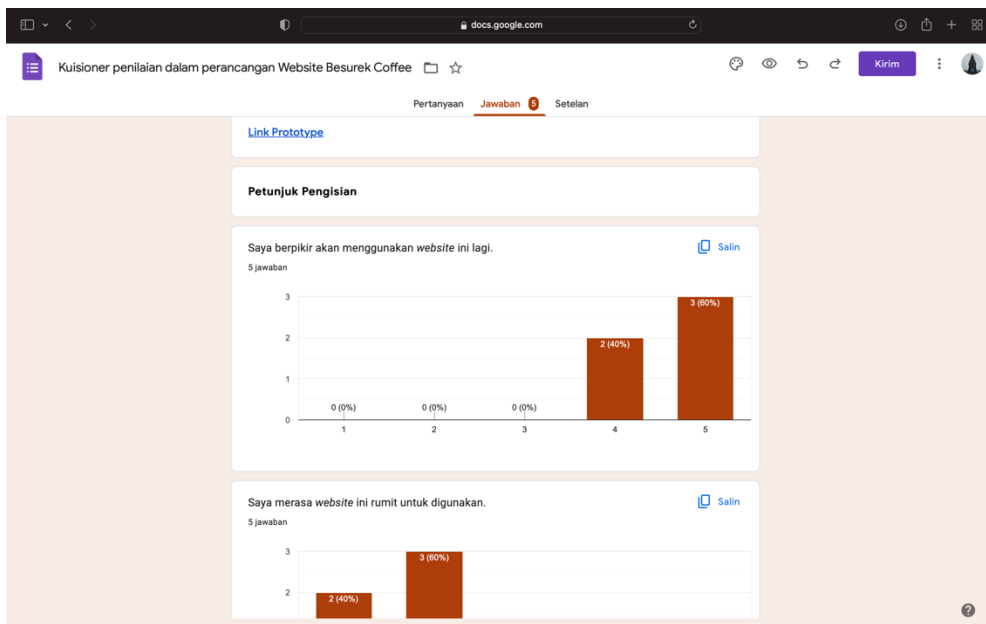 docs.google.com
Kuisioner penilaian dalam perancangan Website Besurek Coffee
Kirim
Pertanyaan Jawaban 5 Setelan
Link Prototype
Petunjuk Pengisian
Saya berpikir akan menggunakan website ini lagi.
Salin
5 jawaban
3
3 (60%)
2
2 (40%)
1
0 (0%) 0 (0%) 0 (0%)
0
1 2 3 4 5
Saya merasa website ini rumit untuk digunakan.
Salin
5 jawaban
3
3 (60%)
2
2 (40%)